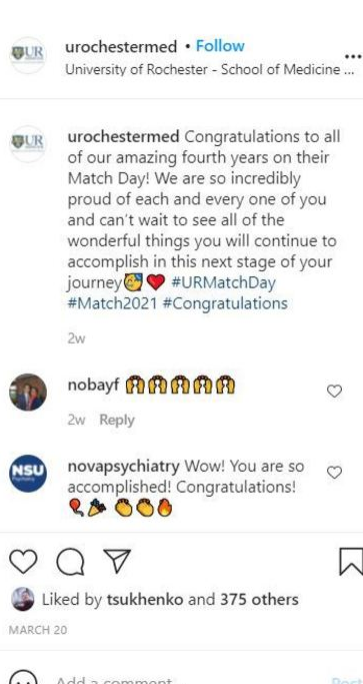 UR
urochestermed • Follow
University of Rochester - School of Medicine ...
UR
urochestermed Congratulations to all
of our amazing fourth years on their
Match Day! We are so incredibly
proud of each and every one of you
and can't wait to see all of the
wonderful things you will continue to
accomplish in this next stage of your
journey🥳❤️ #URMatchDay
#Match2021 #Congratulations
2w
nobayf 🙌🙌🙌🙌🙌
2w Reply
NSU
novapsychiatry Wow! You are so
accomplished! Congratulations!
🎈🎉👏👏🔥
Liked by tsukhenko and 375 others
MARCH 20
Add a comment...
Post